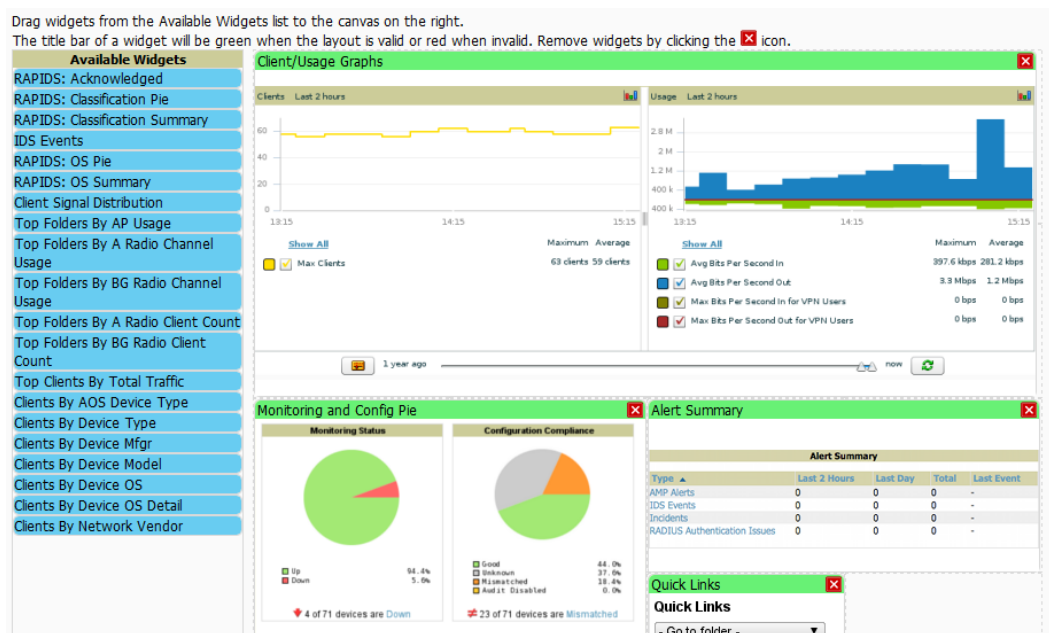 Drag widgets from the Available Widgets list to the canvas on the right.
The title bar of a widget will be green when the layout is valid or red when invalid. Remove widgets by clicking the icon.
Available Widgets
RAPIDS: Acknowledged
RAPIDS: Classification Pie
RAPIDS: Classification Summary
IDS Events
RAPIDS: OS Pie
RAPIDS: OS Summary
Client Signal Distribution
Top Folders By AP Usage
Top Folders By A Radio Channel
Usage
Top Folders By BG Radio Channel
Usage
Top Folders By A Radio Client Count
Top Folders By BG Radio Client
Count
Top Clients By Total Traffic
Clients By AOS Device Type
Clients By Device Type
Clients By Device Mfgr
Clients By Device Model
Clients By Device OS
Clients By Device OS Detail
Clients By Network Vendor
Client/Usage Graphs
Clients Last 2 hours
60
40
20
0
13:15 14:15 15:15
Show All Maximum Average
Max Clients 63 clients 59 clients
Usage Last 2 hours
2.8 M
2 M
1.2 M
400 k
400 k
13:15 14:15 15:15
Show All Maximum Average
Avg Bits Per Second In 397.6 kbps 281.2 kbps
Avg Bits Per Second Out 3.3 Mbps 1.2 Mbps
Max Bits Per Second In for VPN Users 0 bps 0 bps
Max Bits Per Second Out for VPN Users 0 bps 0 bps
1 year ago now
Monitoring and Config Pie
Monitoring Status
Up 94.4%
Down 5.6%
4 of 71 devices are Down
Configuration Compliance
Good 44.0%
Unknown 37.6%
Mismatched 18.4%
Audit Disabled 0.0%
23 of 71 devices are Mismatched
Alert Summary
Alert Summary
Type Last 2 Hours Last Day Total Last Event
AMP Alerts 0 0 0 -
IDS Events 0 0 0 -
Incidents 0 0 0 -
RADIUS Authentication Issues 0 0 0 -
Quick Links
Quick Links
- Go to folder -